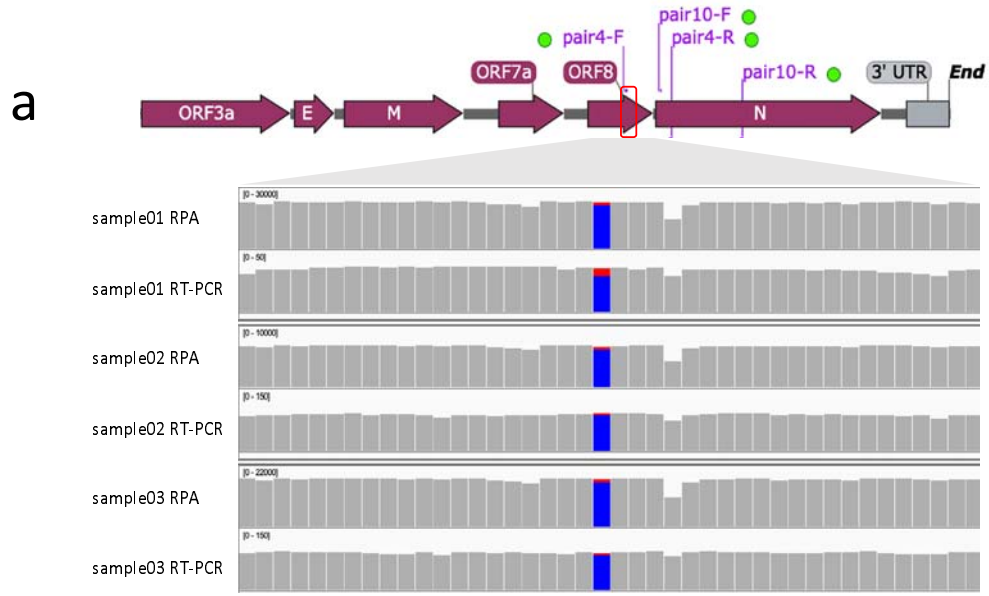 a
pair10-F
pair4-F
pair4-R
pair10-R
ORF7a
ORF8
3' UTR
End
ORF3a
E
M
N
[0 - 30000]
sample01 RPA
[0 - 50]
sample01 RT-PCR
[0 - 10000]
sample02 RPA
[0 - 150]
sample02 RT-PCR
[0 - 22000]
sample03 RPA
[0 - 150]
sample03 RT-PCR